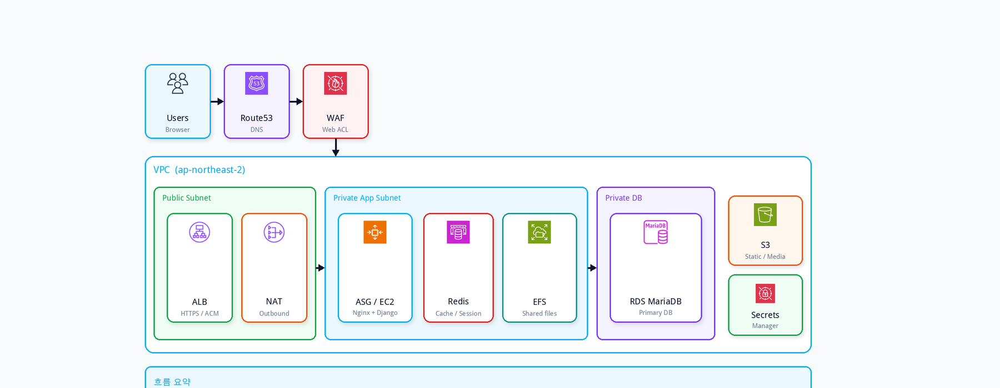 Users
Browser
53
Route53
DNS
WAF
Web ACL
VPC (ap-northeast-2)
Public Subnet
ALB
HTTPS / ACM
NAT
Outbound
Private App Subnet
ASG / EC2
Nginx + Django
Redis
Cache / Session
EFS
Shared files
Private DB
MariaDB
RDS MariaDB
Primary DB
S3
Static / Media
Secrets
Manager
흐름 요약